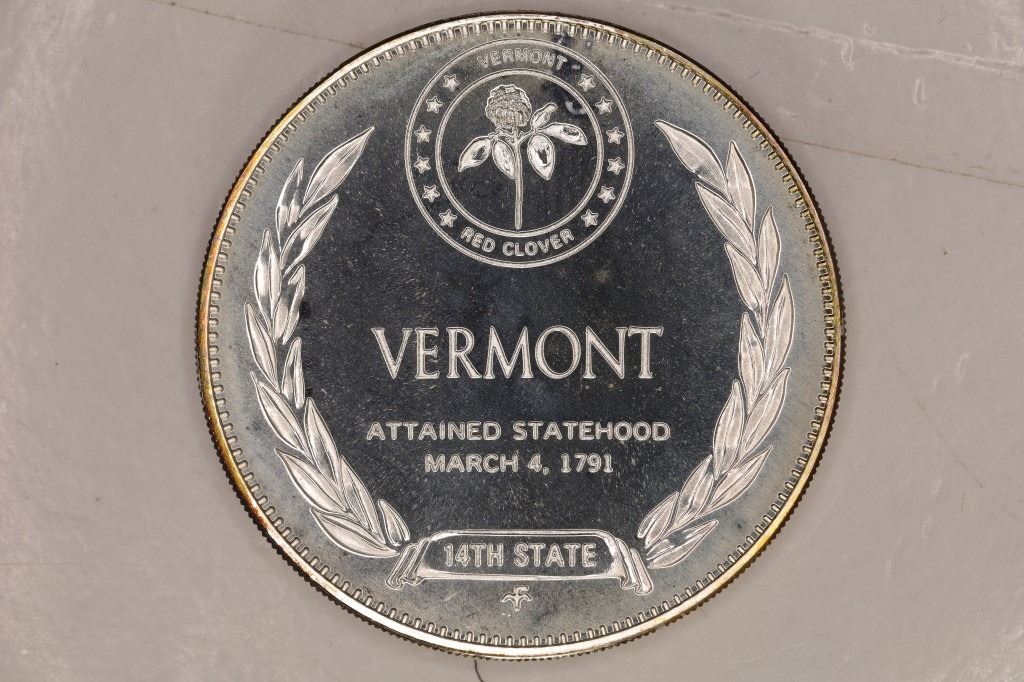 VERMONT
RED CLOVER
VERMONT
ATTAINED STATEHOOD
MARCH 4, 1791
14TH STATE